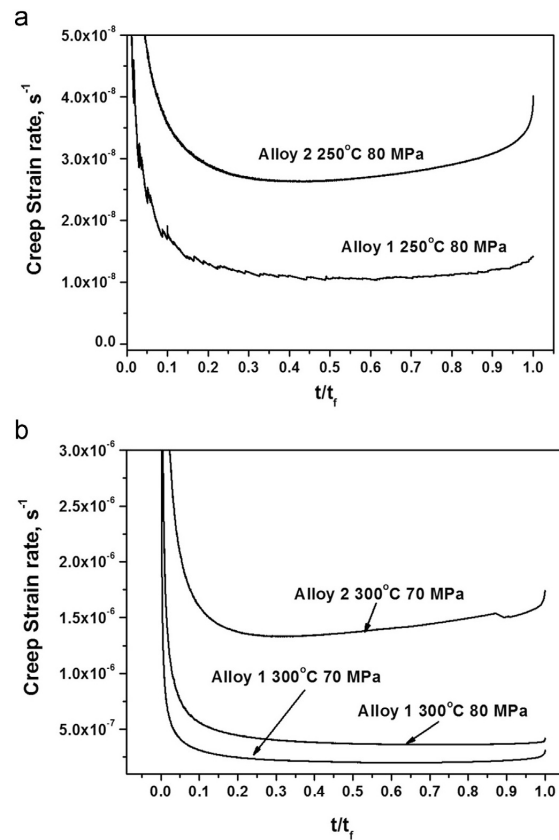 a
5.0x10⁻⁸
4.0x10⁻⁸
3.0x10⁻⁸
2.0x10⁻⁸
1.0x10⁻⁸
0.0
Creep Strain rate, s⁻¹
Alloy 2 250°C 80 MPa
Alloy 1 250°C 80 MPa
0.0 0.1 0.2 0.3 0.4 0.5 0.6 0.7 0.8 0.9 1.0
t/t_f
b
3.0x10⁻⁶
2.5x10⁻⁶
2.0x10⁻⁶
1.5x10⁻⁶
1.0x10⁻⁶
5.0x10⁻⁷
Creep Strain rate, s⁻¹
Alloy 2 300°C 70 MPa
Alloy 1 300°C 70 MPa
Alloy 1 300°C 80 MPa
0.0 0.1 0.2 0.3 0.4 0.5 0.6 0.7 0.8 0.9 1.0
t/t_f